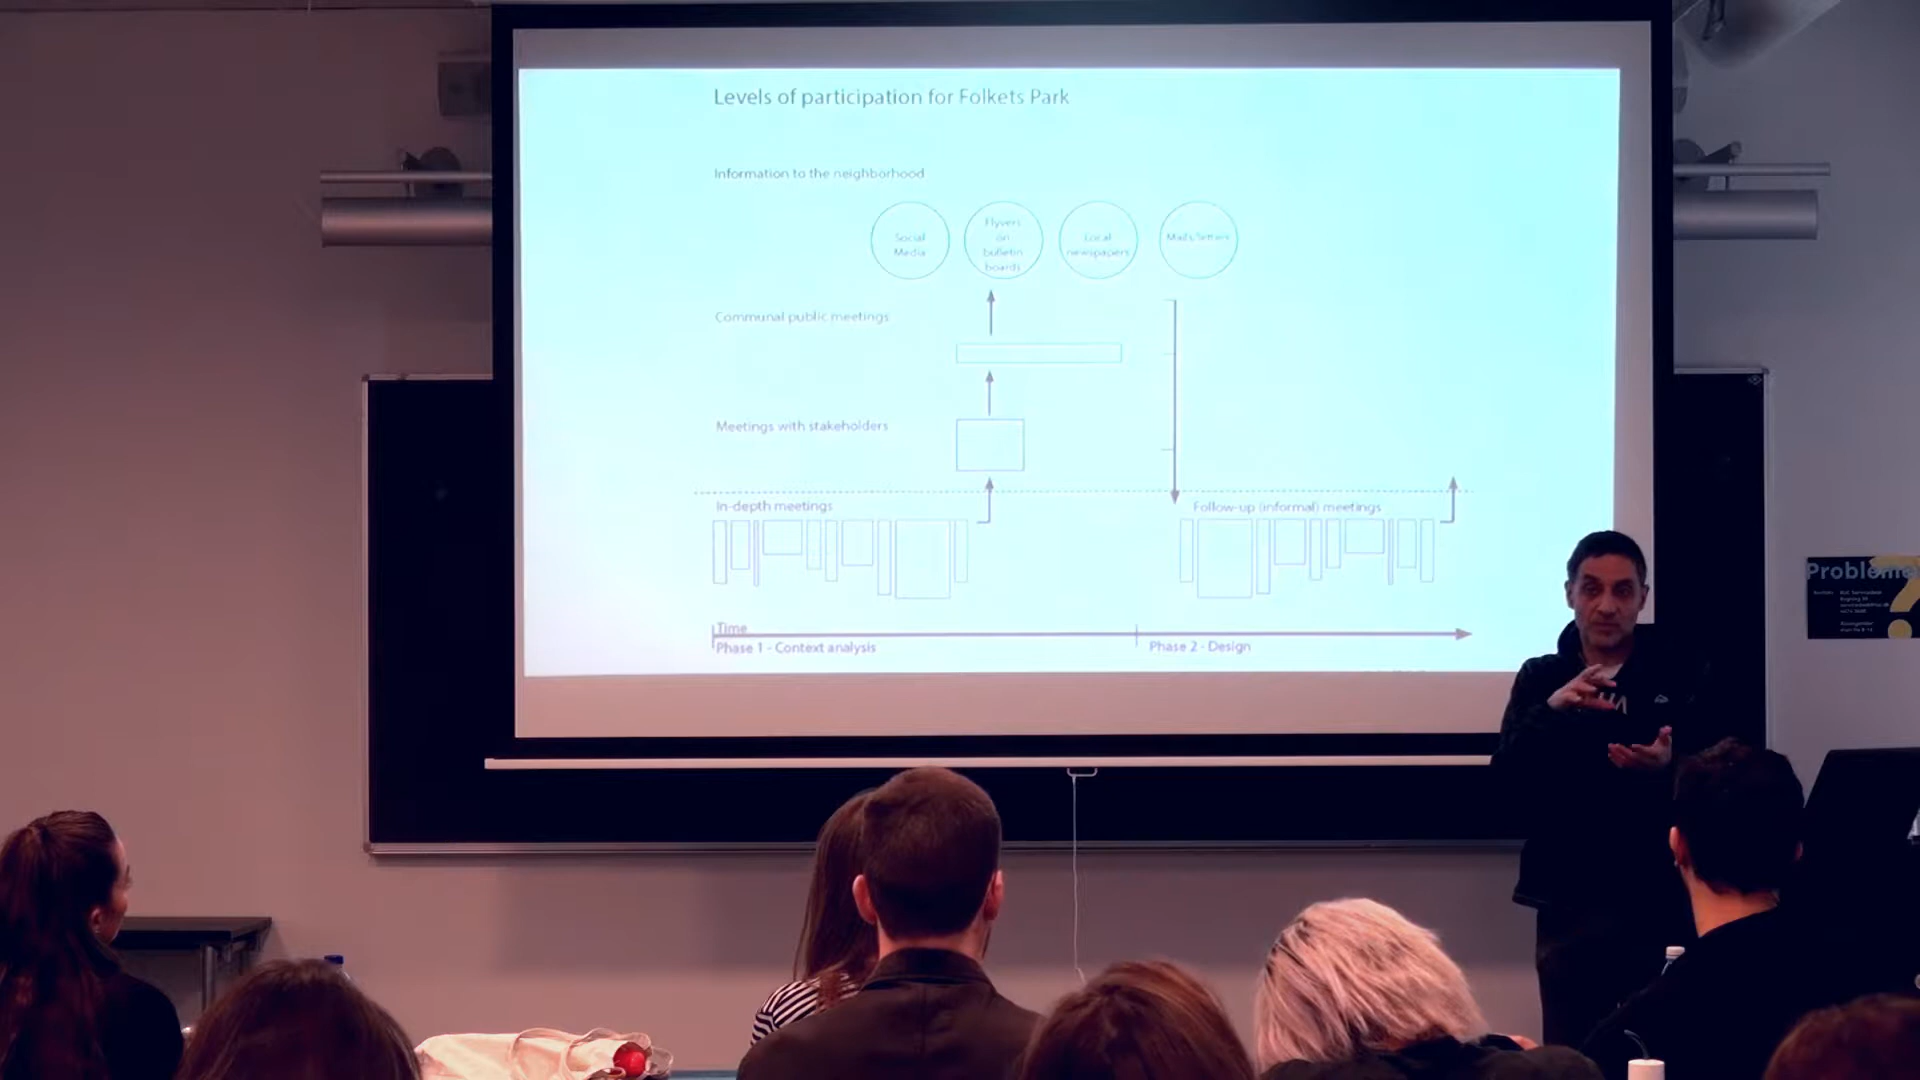 Levels of participation for Folkets Park
Information to the neighborhood
Social
Media
Flyers
on
bulletin
boards
Local
newspapers
Mails/letters
Communal public meetings
Meetings with stakeholders
In-depth meetings
Follow-up (informal) meetings
Time
Phase 1 - Context analysis
Phase 2 - Design
Probleme
?